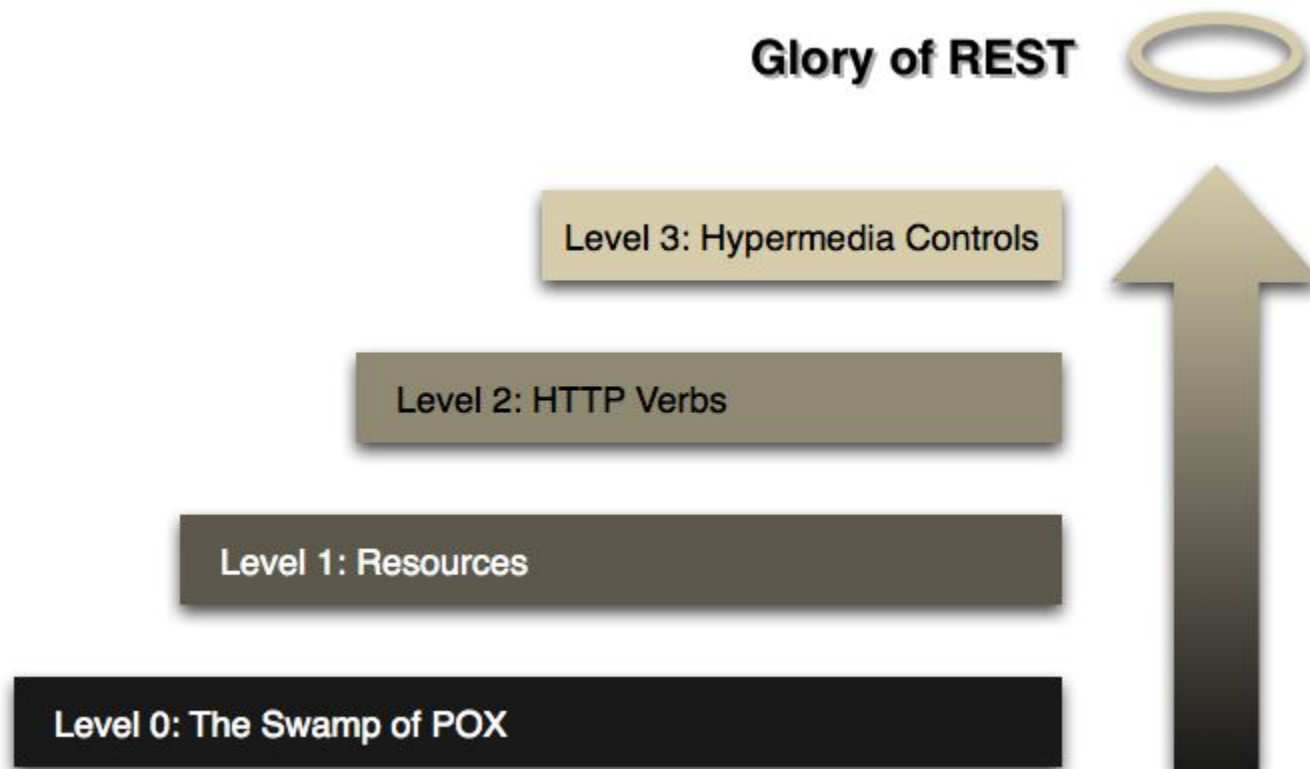 Glory of REST
Level 3: Hypermedia Controls
Level 2: HTTP Verbs
Level 1: Resources
Level 0: The Swamp of POX